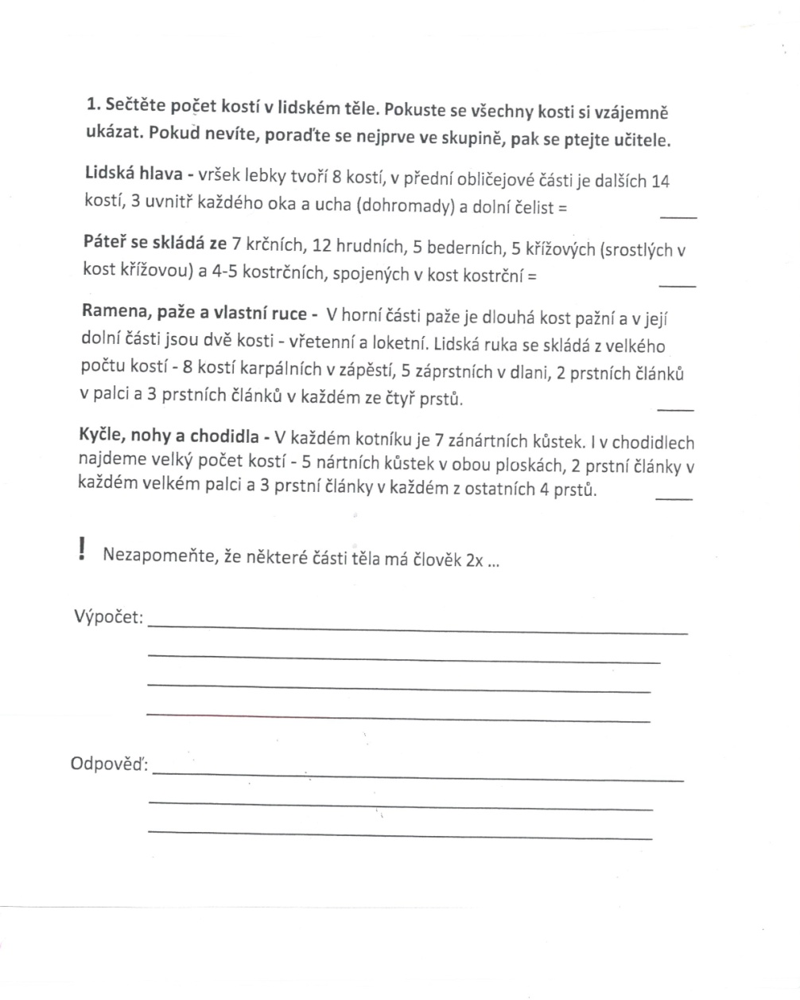 1. Sečtěte počet kostí v lidském těle. Pokuste se všechny kosti si vzájemně
ukázat. Pokud nevíte, poraďte se nejprve ve skupině, pak se ptejte učitele.
Lidská hlava - vršek lebky tvoří 8 kostí, v přední obličejové části je dalších 14
kostí, 3 uvnitř každého oka a ucha (dohromady) a dolní čelist = ____
Páteř se skládá ze 7 krčních, 12 hrudních, 5 bederních, 5 křížových (srostlých v
kost křížovou) a 4-5 kostrčních, spojených v kost kostrční = ____
Ramena, paže a vlastní ruce - V horní části paže je dlouhá kost pažní a v její
dolní části jsou dvě kosti - vřetenní a loketní. Lidská ruka se skládá z velkého
počtu kostí - 8 kostí karpálních v zápěstí, 5 záprstních v dlani, 2 prstních článků
v palci a 3 prstních článků v každém ze čtyř prstů. ____
Kyčle, nohy a chodidla - V každém kotníku je 7 zánártních kůstek. I v chodidlech
najdeme velký počet kostí - 5 nártních kůstek v obou ploskách, 2 prstní články v
každém velkém palci a 3 prstní články v každém z ostatních 4 prstů. ____
! Nezapomeňte, že některé části těla má člověk 2x ...
Výpočet: ____
Odpověď: ____